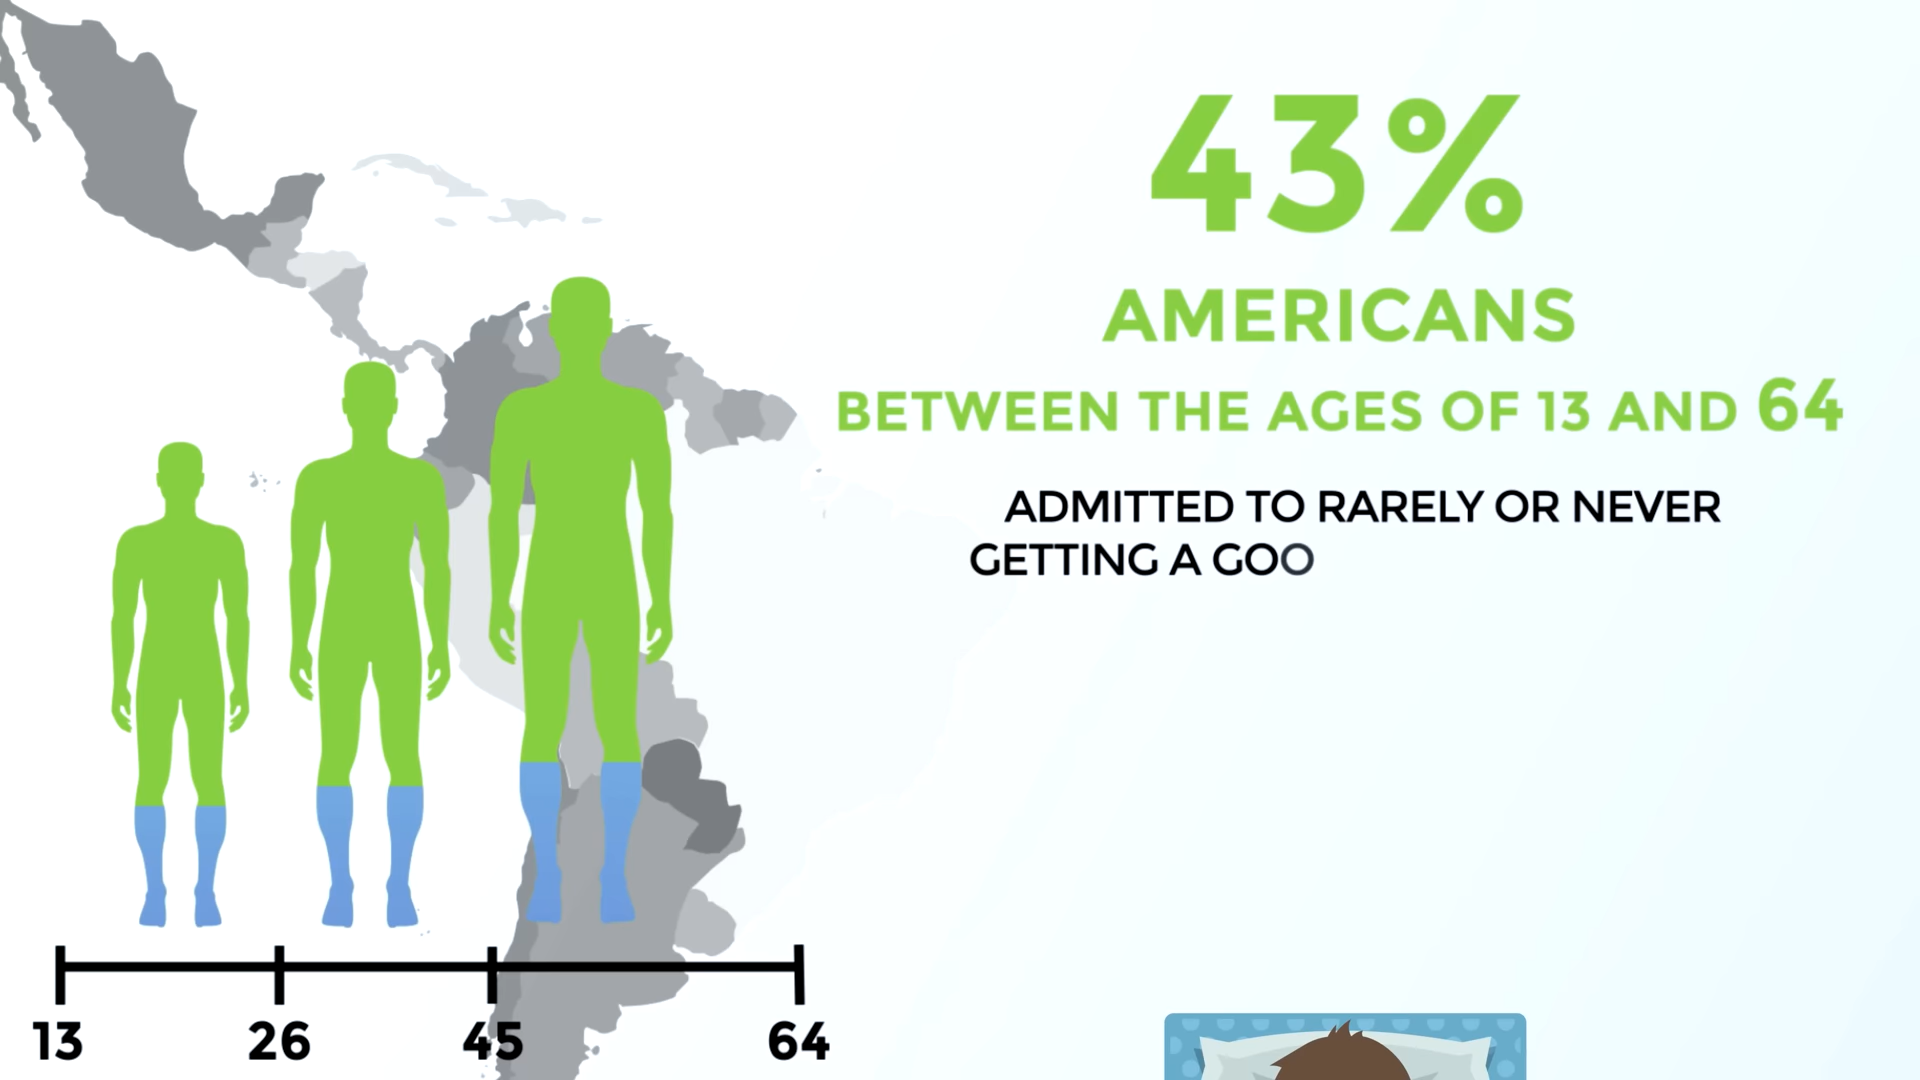 43%
AMERICANS
BETWEEN THE AGES OF 13 AND 64
ADMITTED TO RARELY OR NEVER
GETTING A GOO
13 26 45 64